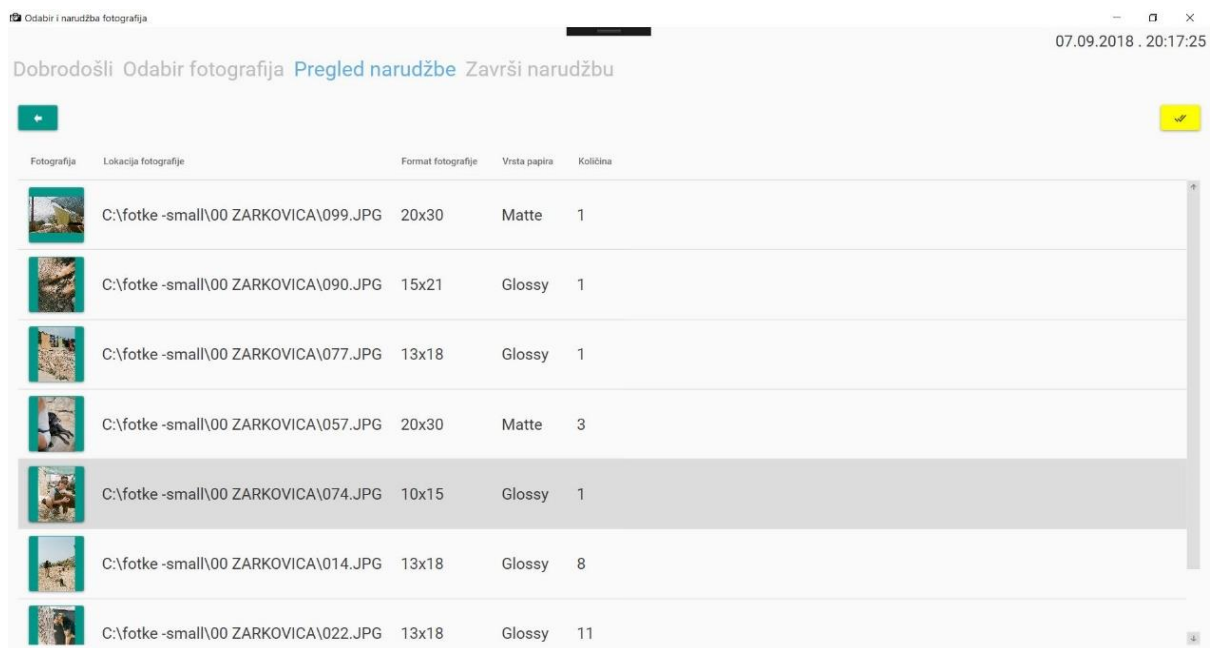 Odabir i narudžba fotografija
07.09.2018 . 20:17:25
Dobrodošli Odabir fotografija Pregled narudžbe Završi narudžbu
Fotografija Lokacija fotografije Format fotografije Vrsta papira Količina
C:\fotke -small\00 ZARKOVICA\099.JPG 20x30 Matte 1
C:\fotke -small\00 ZARKOVICA\090.JPG 15x21 Glossy 1
C:\fotke -small\00 ZARKOVICA\077.JPG 13x18 Glossy 1
C:\fotke -small\00 ZARKOVICA\057.JPG 20x30 Matte 3
C:\fotke -small\00 ZARKOVICA\074.JPG 10x15 Glossy 1
C:\fotke -small\00 ZARKOVICA\014.JPG 13x18 Glossy 8
C:\fotke -small\00 ZARKOVICA\022.JPG 13x18 Glossy 11